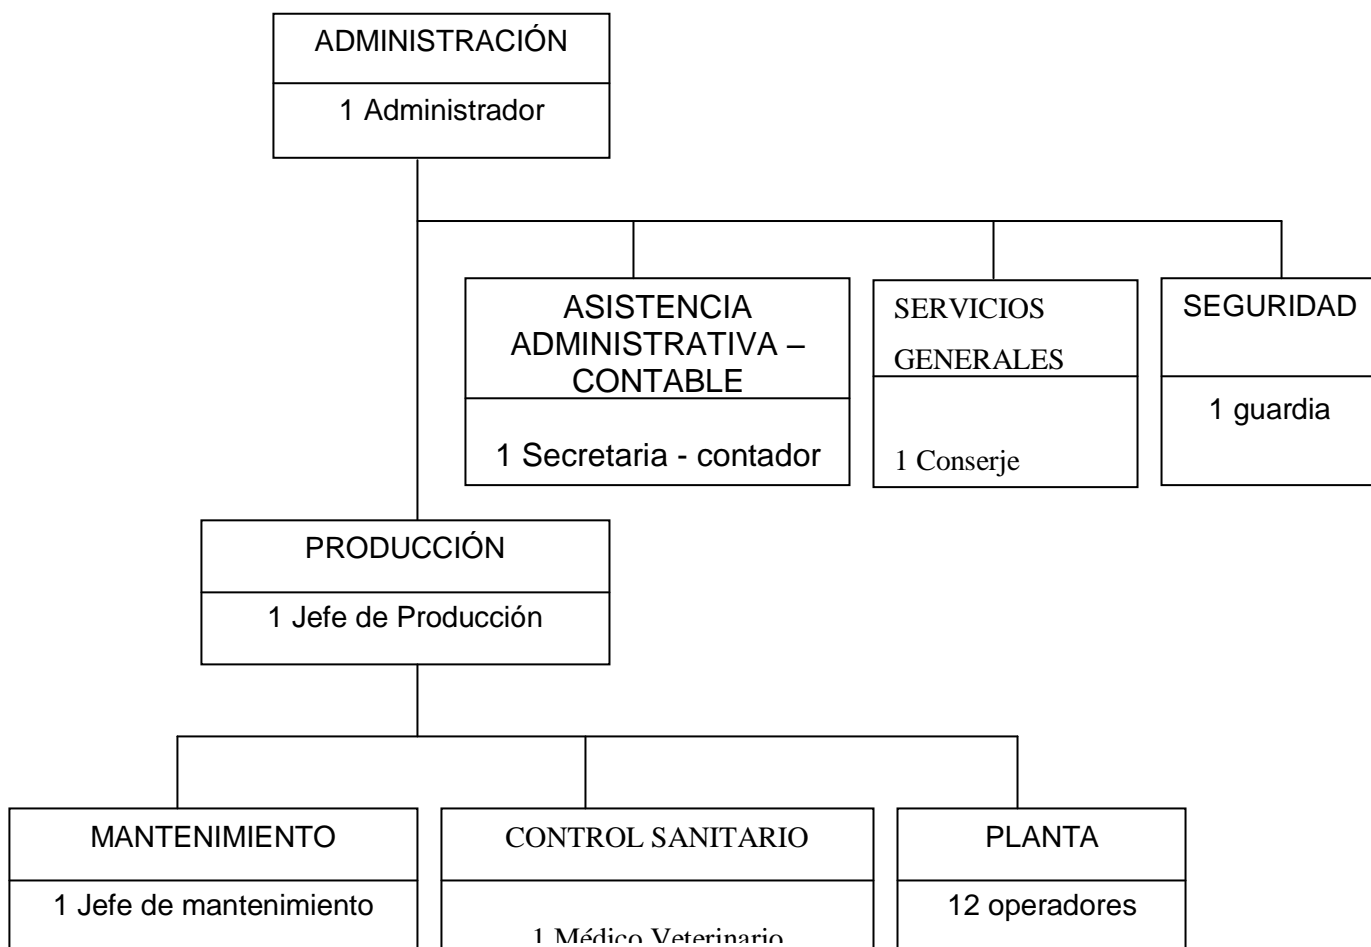 ADMINISTRACIÓN
1 Administrador
ASISTENCIA
ADMINISTRATIVA –
CONTABLE
1 Secretaria - contador
SERVICIOS
GENERALES
1 Conserje
SEGURIDAD
1 guardia
PRODUCCIÓN
1 Jefe de Producción
MANTENIMIENTO
1 Jefe de mantenimiento
CONTROL SANITARIO
1 Médico Veterinario
PLANTA
12 operadores